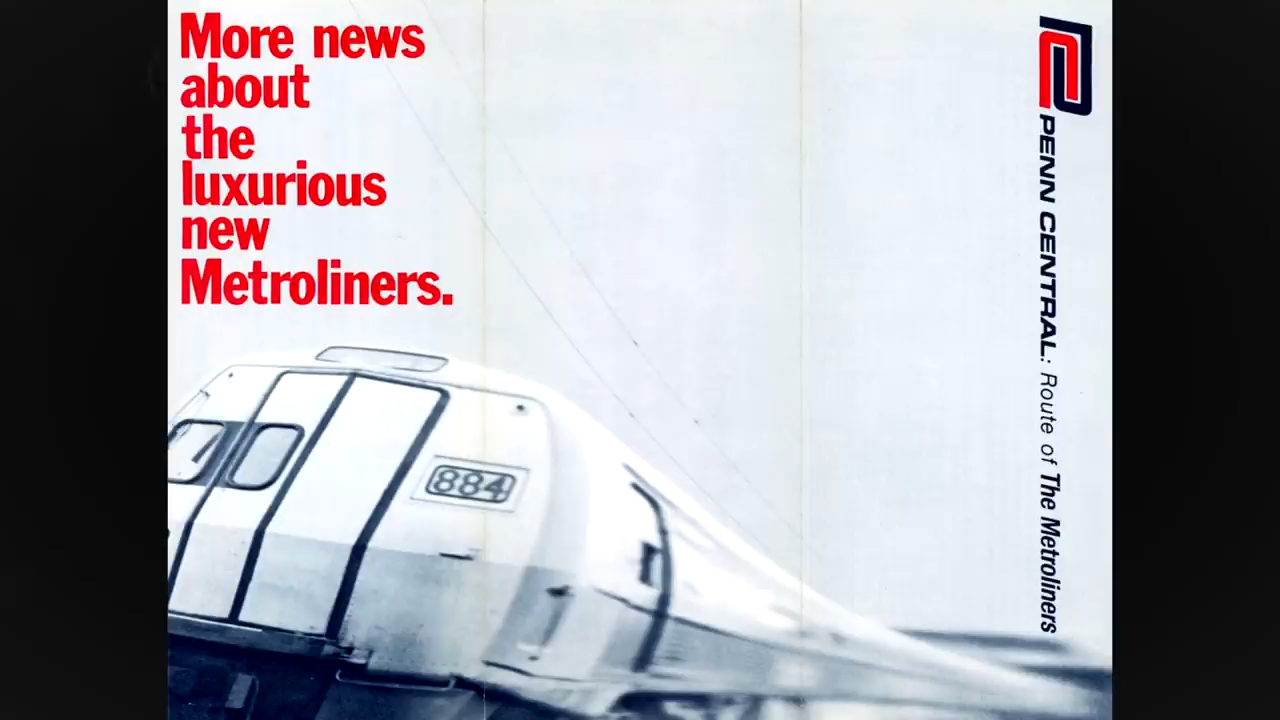 More news
about
the
luxurious
new
Metroliners.
PENN CENTRAL: Route of The Metroliners
884